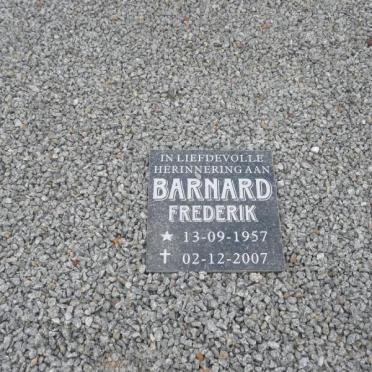 IN LIEFDEVOLLE
HERINNERING AAN
BARNARD
FREDERIK
★ 13-09-1957
✝ 02-12-2007